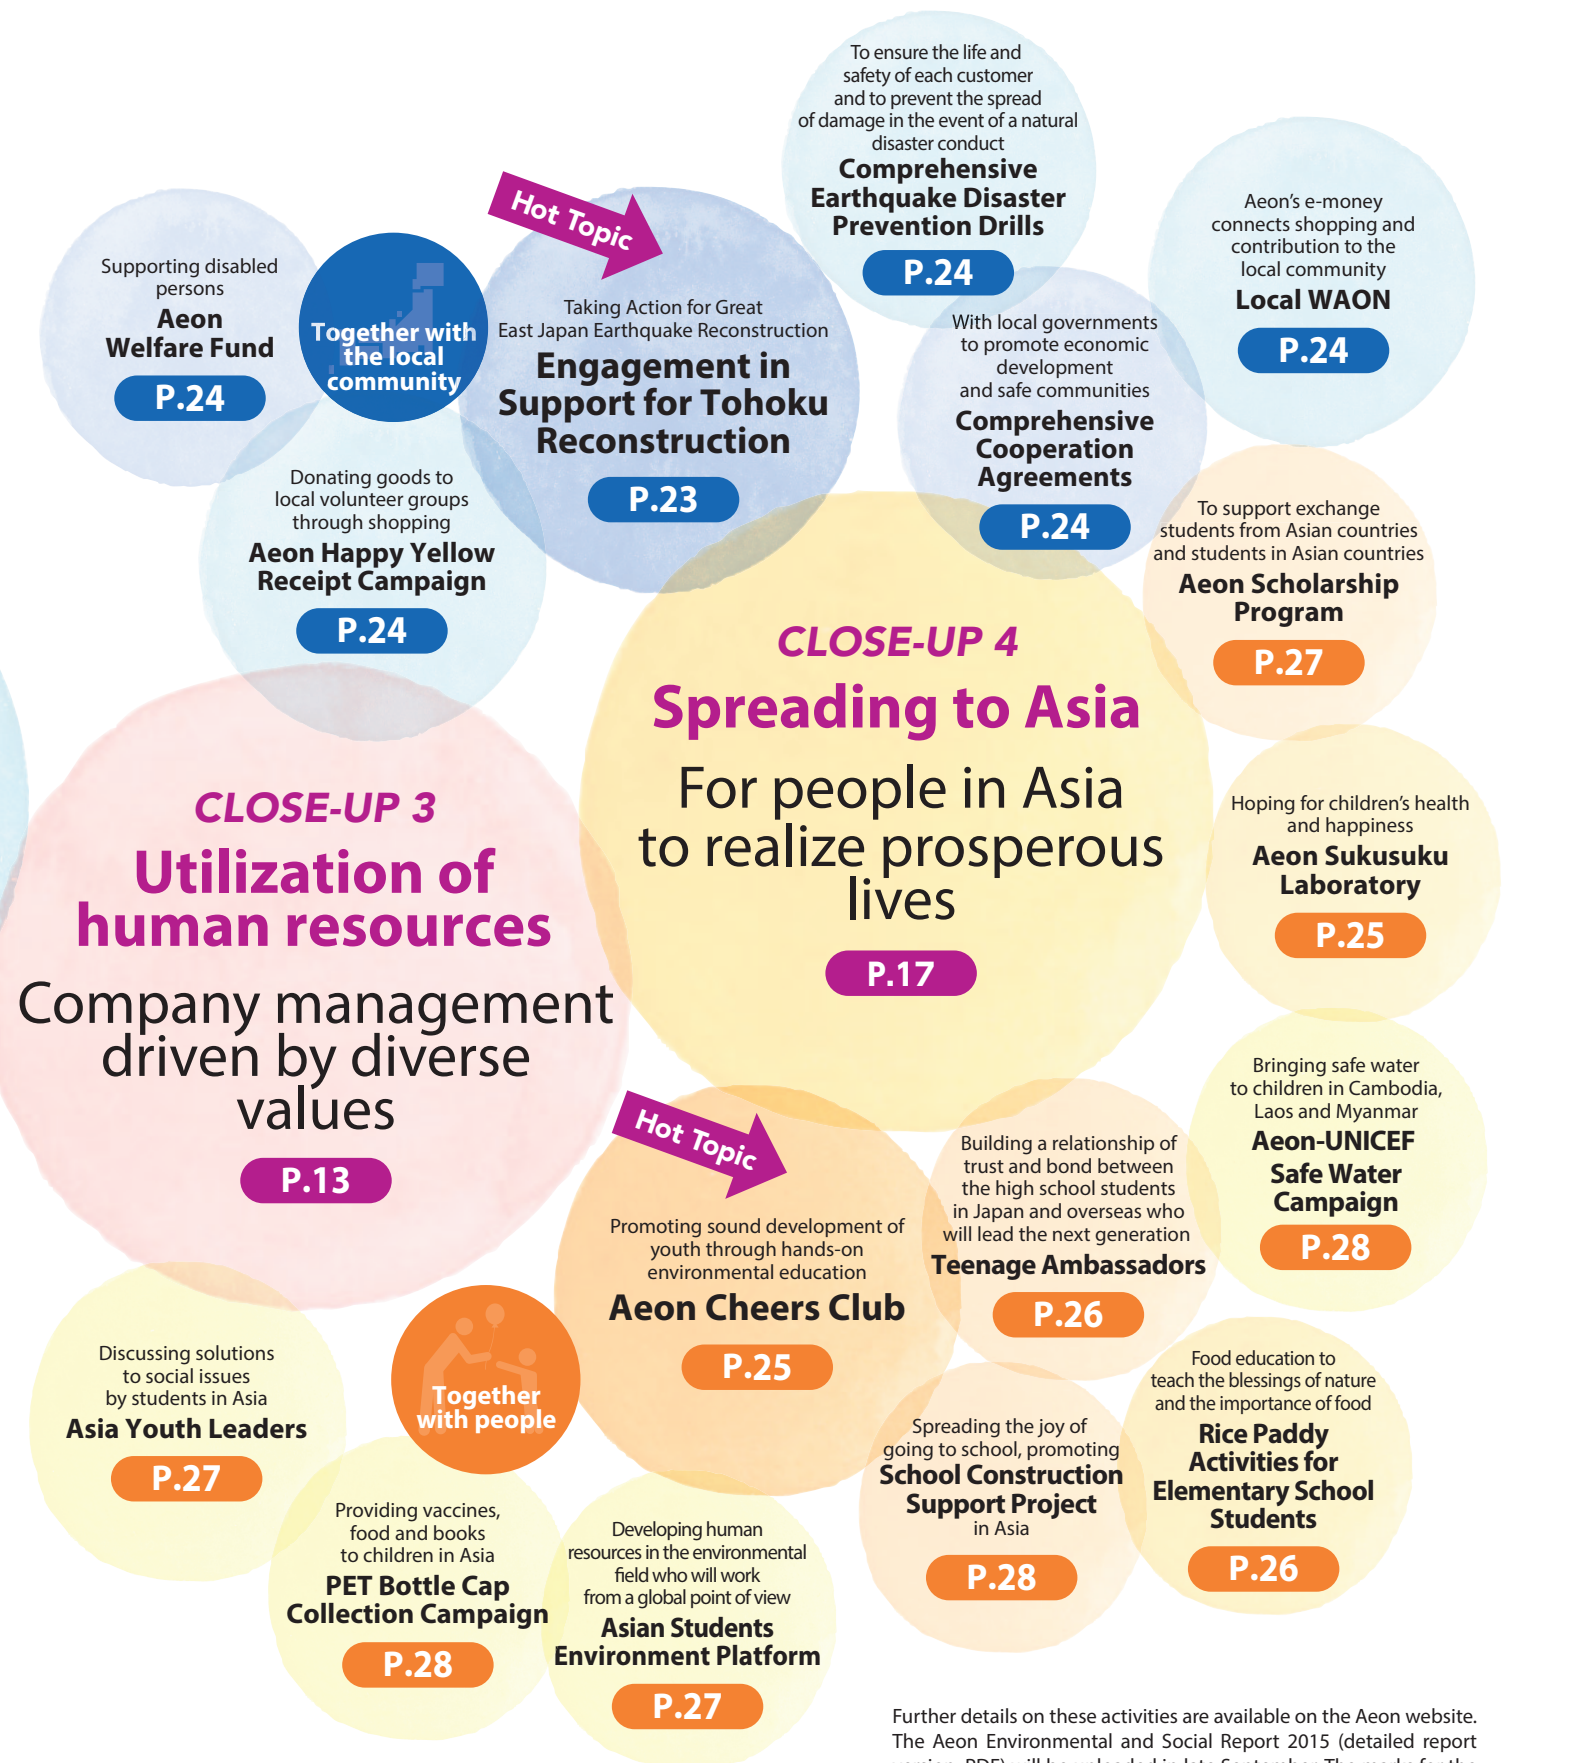 To ensure the life and
safety of each customer
and to prevent the spread
of damage in the event of a natural
disaster conduct
Comprehensive
Earthquake Disaster
Prevention Drills
P.24
Hot Topic
Aeon's e-money
connects shopping and
contribution to the
local community
Local WAON
P.24
Supporting disabled
persons
Aeon
Welfare Fund
P.24
Together with
the local
community
Taking Action for Great
East Japan Earthquake Reconstruction
Engagement in
Support for Tohoku
Reconstruction
P.23
With local governments
to promote economic
development
and safe communities
Comprehensive
Cooperation
Agreements
P.24
Donating goods to
local volunteer groups
through shopping
Aeon Happy Yellow
Receipt Campaign
P.24
To support exchange
students from Asian countries
and students in Asian countries
Aeon Scholarship
Program
P.27
CLOSE-UP 4
Spreading to Asia
For people in Asia
to realize prosperous
lives
P.17
CLOSE-UP 3
Utilization of
human resources
Company management
driven by diverse
values
P.13
Hoping for children's health
and happiness
Aeon Sukusuku
Laboratory
P.25
Bringing safe water
to children in Cambodia,
Laos and Myanmar
Aeon-UNICEF
Safe Water
Campaign
P.28
Hot Topic
Promoting sound development of
youth through hands-on
environmental education
Aeon Cheers Club
P.25
Building a relationship of
trust and bond between
the high school students
in Japan and overseas who
will lead the next generation
Teenage Ambassadors
P.26
Together
with people
Discussing solutions
to social issues
by students in Asia
Asia Youth Leaders
P.27
Food education to
teach the blessings of nature
and the importance of food
Rice Paddy
Activities for
Elementary School
Students
P.26
Spreading the joy of
going to school, promoting
School Construction
Support Project
in Asia
P.28
Providing vaccines,
food and books
to children in Asia
PET Bottle Cap
Collection Campaign
P.28
Developing human
resources in the environmental
field who will work
from a global point of view
Asian Students
Environment Platform
P.27
Further details on these activities are available on the Aeon website.
The Aeon Environmental and Social Report 2015 (detailed report
version, PDF) will be uploaded in late September. The marks for the